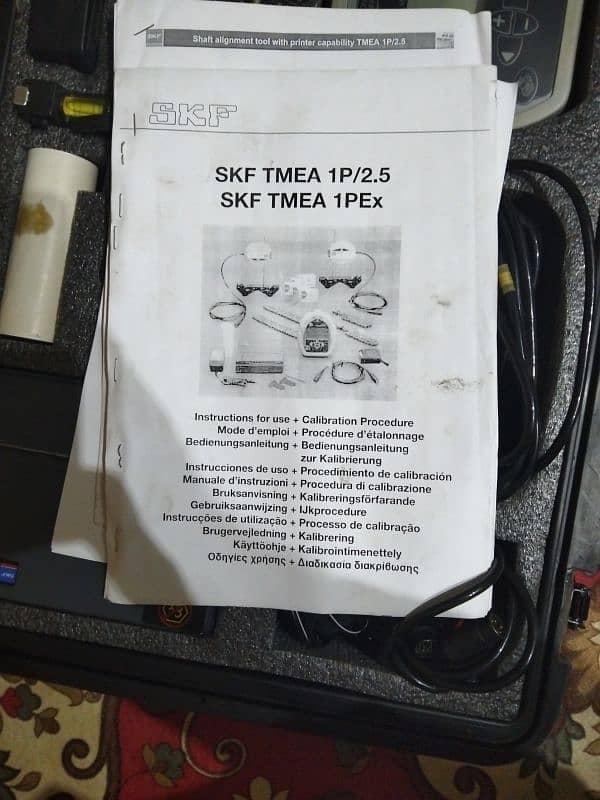 SKF
Shaft alignment tool with printer capability TMEA 1P/2.5
SKF
SKF TMEA 1P/2.5
SKF TMEA 1PEx
Instructions for use + Calibration Procedure
Mode d'emploi + Procédure d'étalonnage
Bedienungsanleitung + Bedienungsanleitung
zur Kalibrierung
Instrucciones de uso + Procedimiento de calibración
Manuale d'instruzioni + Procedura di calibrazione
Bruksanvisning + Kalibreringsförfarande
Gebruiksaanwijzing + IJkprocedure
Instrucções de utilização + Processo de calibração
Brugervejledning + Kalibrering
Käyttöohje + Kalibrointimenettely
Οδηγίες χρήσης + Διαδικασία διακρίβωσης
SKF